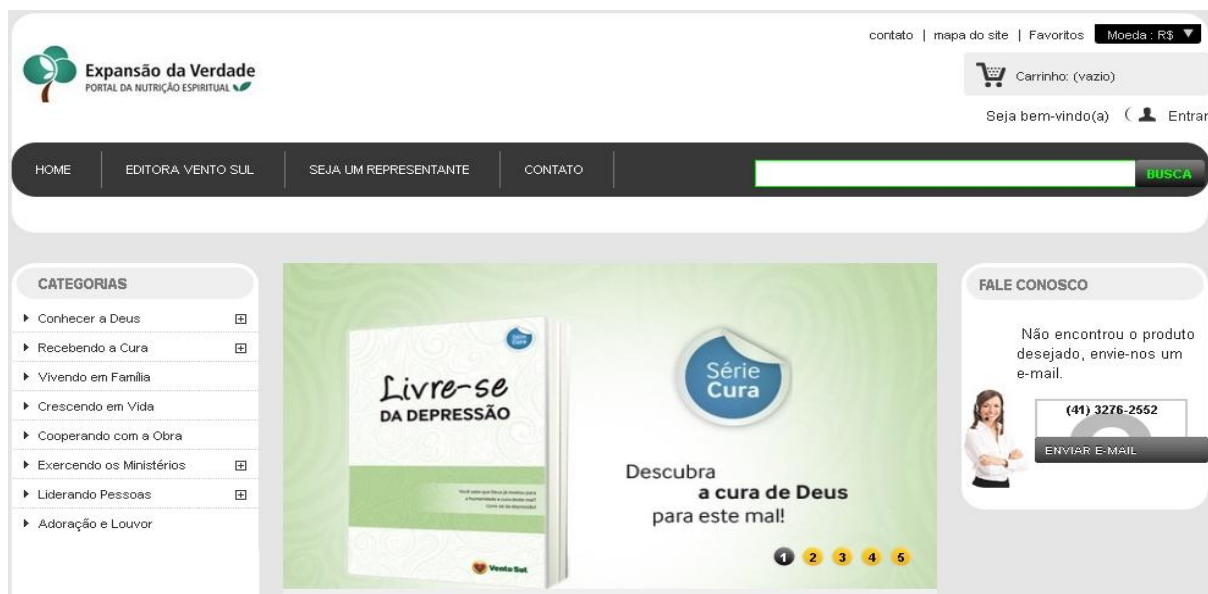 contato | mapa do site | Favoritos Moeda : R$ ▼
Expansão da Verdade
PORTAL DA NUTRIÇÃO ESPIRITUAL
Carrinho: (vazio)
Seja bem-vindo(a) ( Entrar
HOME EDITORA VENTO SUL SEJA UM REPRESENTANTE CONTATO BUSCA
CATEGORIAS
Conhecer a Deus
Recebendo a Cura
Vivendo em Família
Crescendo em Vida
Cooperando com a Obra
Exercendo os Ministérios
Liderando Pessoas
Adoração e Louvor
Série
Cura
Livre-se
DA DEPRESSÃO
Vento Sul
Série
Cura
Descubra
a cura de Deus
para este mal!
1 2 3 4 5
FALE CONOSCO
Não encontrou o produto
desejado, envie-nos um
e-mail.
(41) 3276-2552
ENVIAR E-MAIL